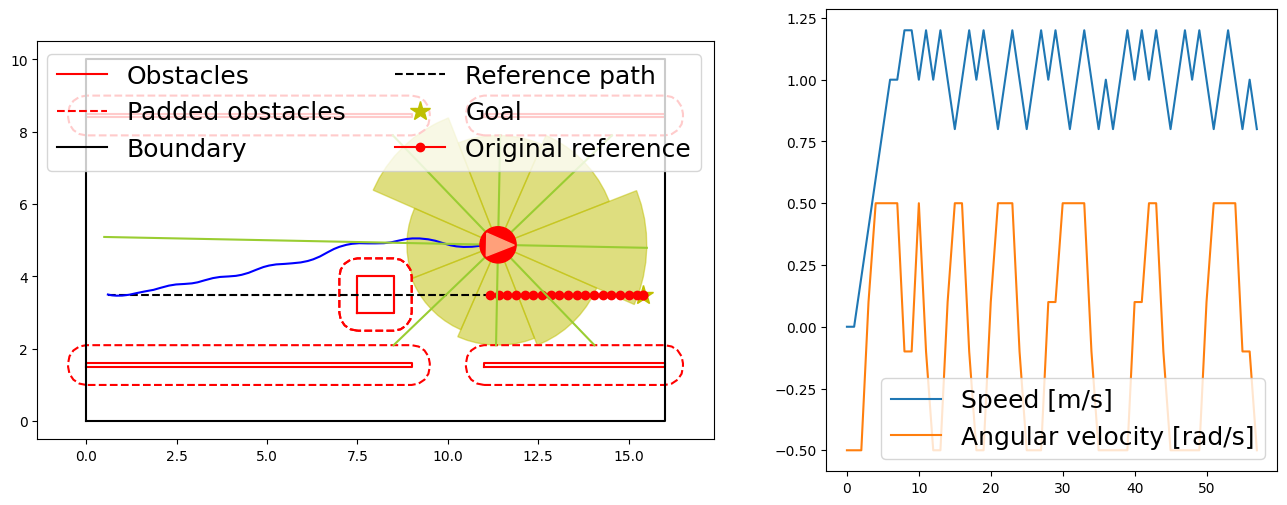 Obstacles
Padded obstacles
Boundary
Reference path
Goal
Original reference
10
8
6
4
2
0
0.0 2.5 5.0 7.5 10.0 12.5 15.0
1.25
1.00
0.75
0.50
0.25
0.00
−0.25
−0.50
Speed [m/s]
Angular velocity [rad/s]
0 10 20 30 40 50